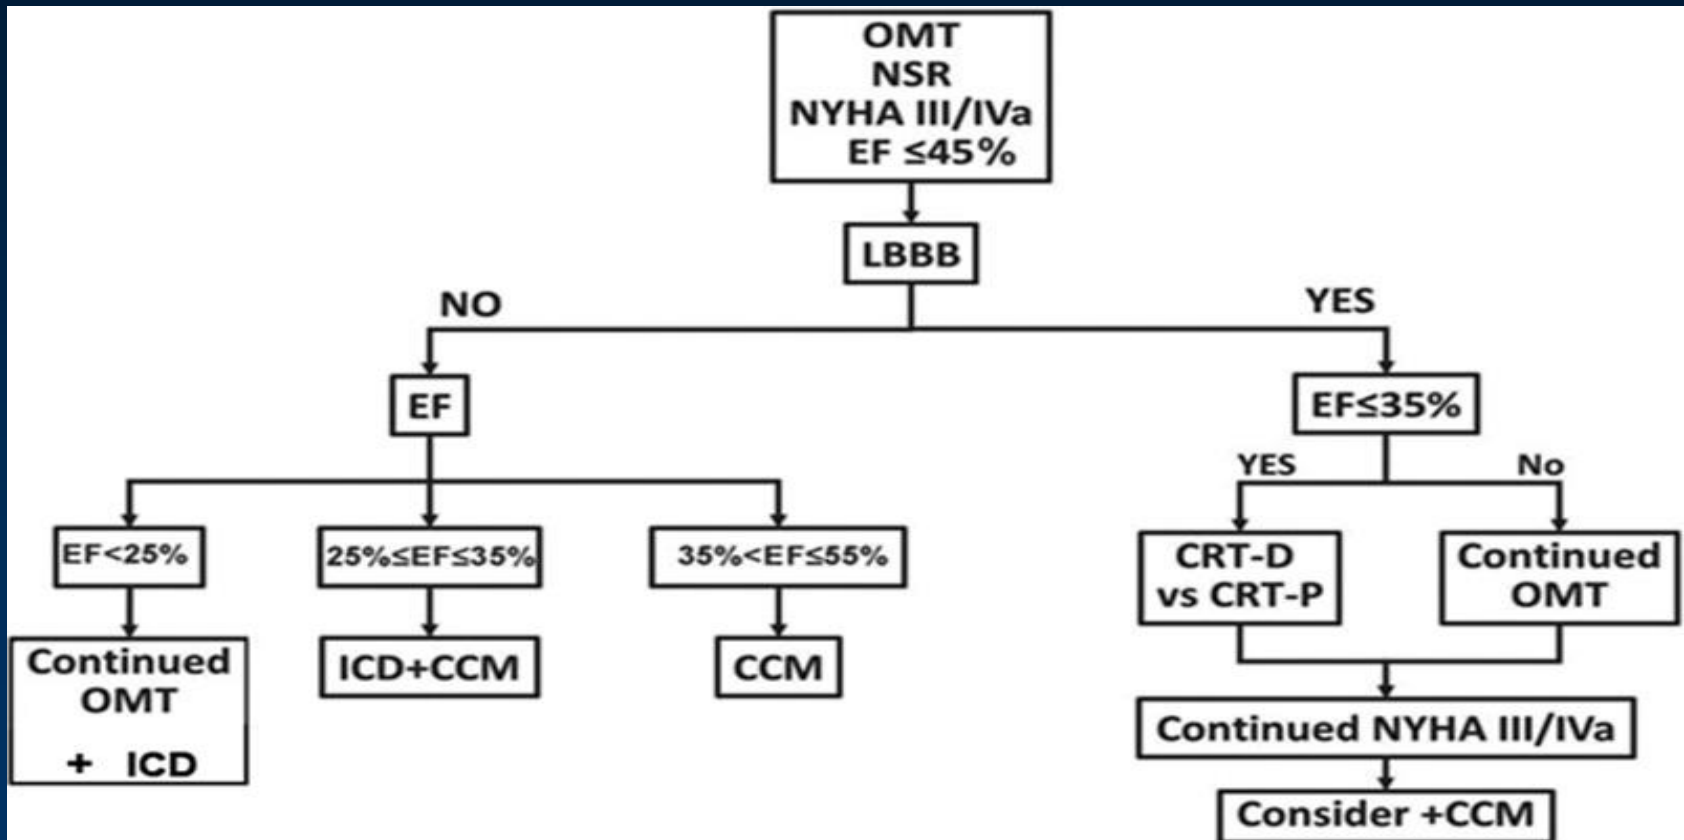 OMT
NSR
NYHA III/IVa
EF ≤45%
LBBB
NO
YES
EF
EF≤35%
YES
No
EF<25%
25%≤EF≤35%
35%<EF≤55%
CRT-D
vs CRT-P
Continued
OMT
Continued
OMT
+ ICD
ICD+CCM
CCM
Continued NYHA III/IVa
Consider +CCM